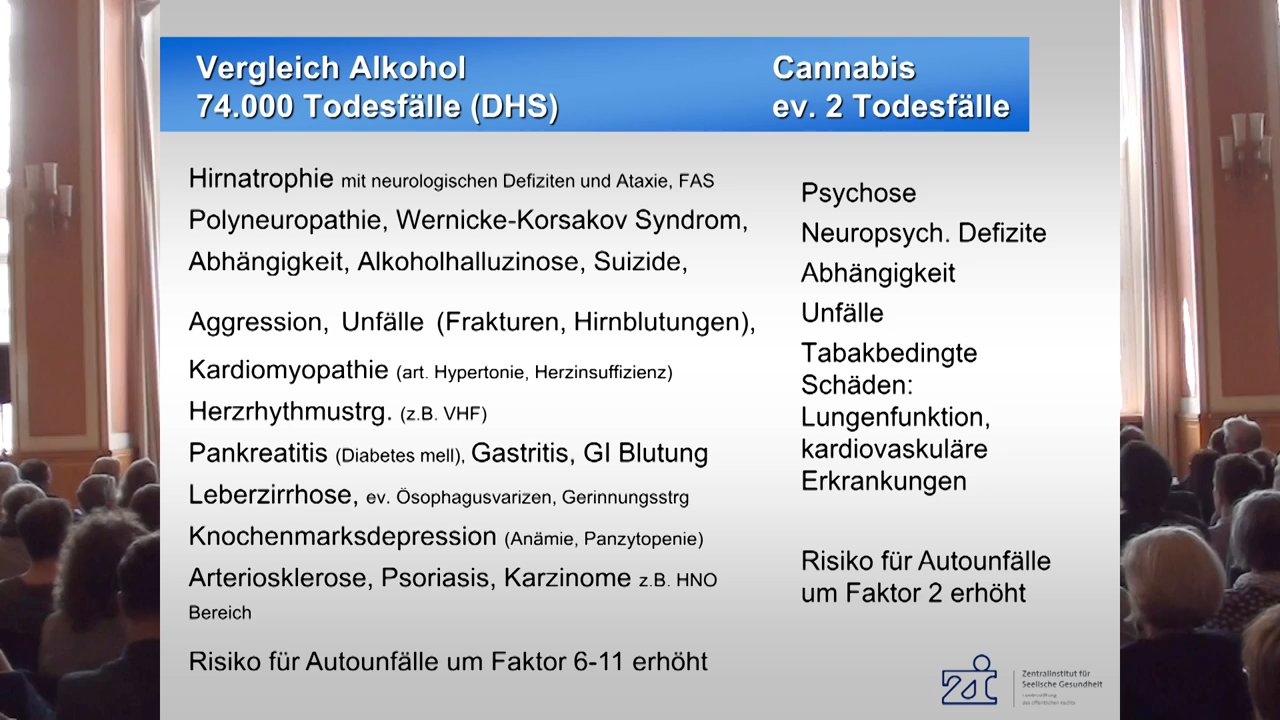 Vergleich Alkohol
74.000 Todesfälle (DHS)
Cannabis
ev. 2 Todesfälle
Hirnatrophie mit neurologischen Defiziten und Ataxie, FAS
Polyneuropathie, Wernicke-Korsakov Syndrom,
Abhängigkeit, Alkoholhalluzinose, Suizide,
Aggression, Unfälle (Frakturen, Hirnblutungen),
Kardiomyopathie (art. Hypertonie, Herzinsuffizienz)
Herzrhythmustrg. (z.B. VHF)
Pankreatitis (Diabetes mell), Gastritis, GI Blutung
Leberzirrhose, ev. Ösophagusvarizen, Gerinnungsstrg
Knochenmarksdepression (Anämie, Panzytopenie)
Arteriosklerose, Psoriasis, Karzinome z.B. HNO
Bereich
Risiko für Autounfälle um Faktor 6-11 erhöht
Psychose
Neuropsych. Defizite
Abhängigkeit
Unfälle
Tabakbedingte
Schäden:
Lungenfunktion,
kardiovaskuläre
Erkrankungen
Risiko für Autounfälle
um Faktor 2 erhöht
Zentralinstitut für
Seelische Gesundheit
des öffentlichen Rechts